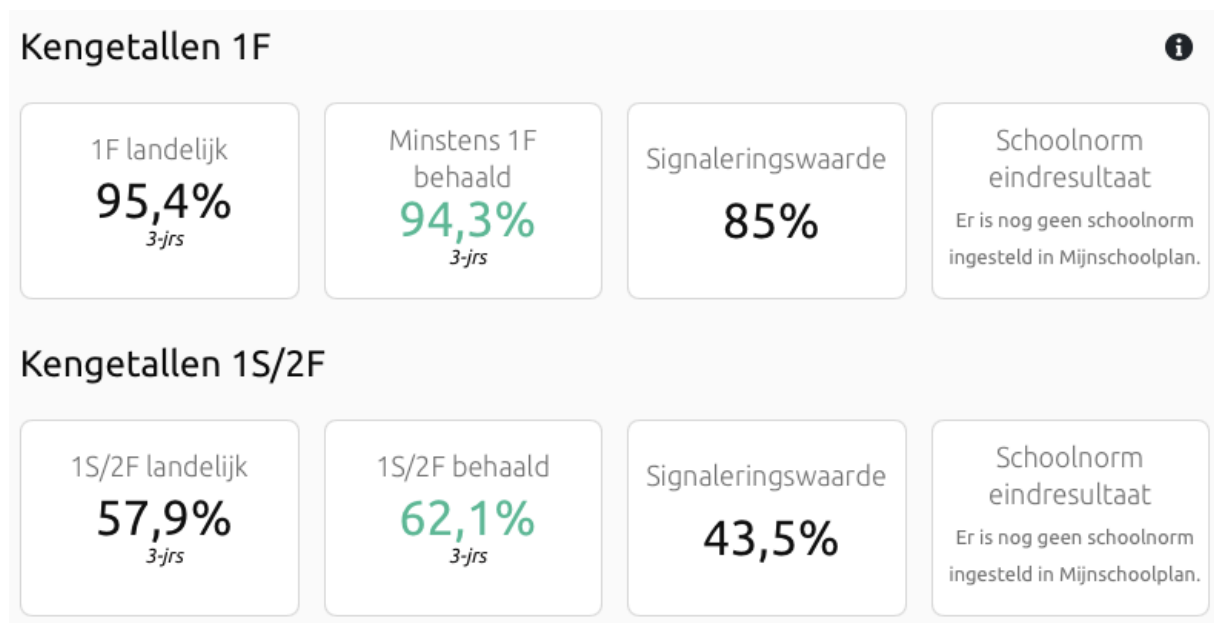 Kengetallen 1F
1F landelijk
95,4%
3-jrs
Minstens 1F
behaald
94,3%
3-jrs
Signaleringswaarde
85%
Schoolnorm
eindresultaat
Er is nog geen schoolnorm
ingesteld in Mijnschoolplan.
Kengetallen 1S/2F
1S/2F landelijk
57,9%
3-jrs
1S/2F behaald
62,1%
3-jrs
Signaleringswaarde
43,5%
Schoolnorm
eindresultaat
Er is nog geen schoolnorm
ingesteld in Mijnschoolplan.